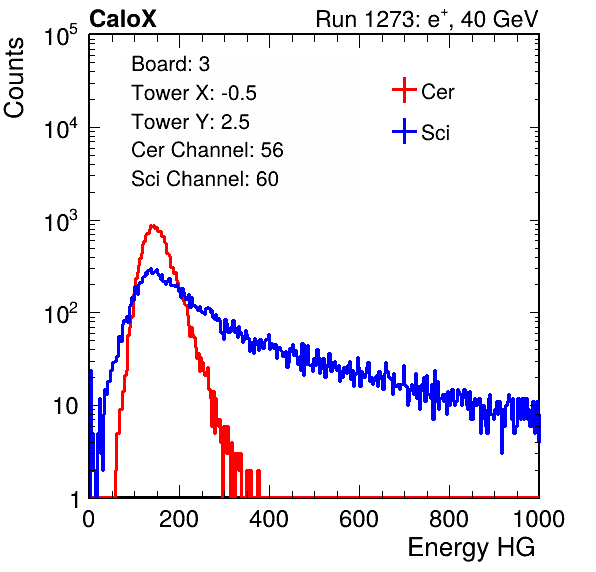 CaloX Run 1273: e⁺, 40 GeV
Counts
10⁵
10⁴
10³
10²
10
1
Board: 3
Tower X: -0.5
Tower Y: 2.5
Cer Channel: 56
Sci Channel: 60
Cer
Sci
0 200 400 600 800 1000
Energy HG